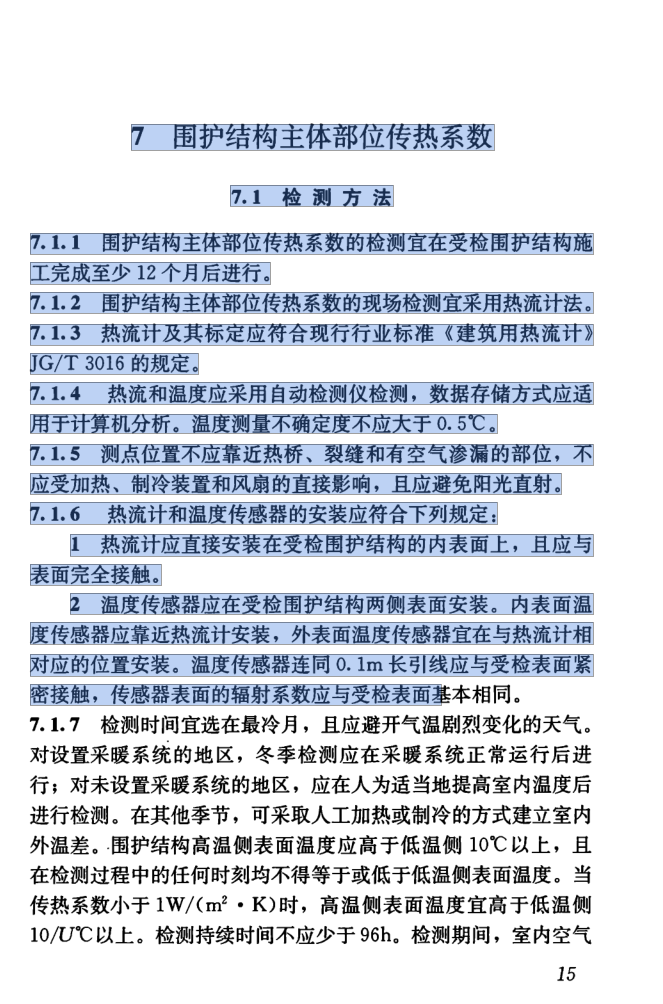 7 围护结构主体部位传热系数
7.1 检测方法
7.1.1 围护结构主体部位传热系数的检测宜在受检围护结构施
工完成至少 12 个月后进行。
7.1.2 围护结构主体部位传热系数的现场检测宜采用热流计法。
7.1.3 热流计及其标定应符合现行行业标准《建筑用热流计》
JG/T 3016 的规定。
7.1.4 热流和温度应采用自动检测仪检测，数据存储方式应适
用于计算机分析。温度测量不确定度不应大于 0.5℃。
7.1.5 测点位置不应靠近热桥、裂缝和有空气渗漏的部位，不
应受加热、制冷装置和风扇的直接影响，且应避免阳光直射。
7.1.6 热流计和温度传感器的安装应符合下列规定：
1 热流计应直接安装在受检围护结构的内表面上，且应与
表面完全接触。
2 温度传感器应在受检围护结构两侧表面安装。内表面温
度传感器应靠近热流计安装，外表面温度传感器宜在与热流计相
对应的位置安装。温度传感器连同 0.1m 长引线应与受检表面紧
密接触，传感器表面的辐射系数应与受检表面基本相同。
7.1.7 检测时间宜选在最冷月，且应避开气温剧烈变化的天气。
对设置采暖系统的地区，冬季检测应在采暖系统正常运行后进
行；对未设置采暖系统的地区，应在人为适当地提高室内温度后
进行检测。在其他季节，可采取人工加热或制冷的方式建立室内
外温差。围护结构高温侧表面温度应高于低温侧 10℃以上，且
在检测过程中的任何时刻均不得等于或低于低温侧表面温度。当
传热系数小于 1W/(m²·K)时，高温侧表面温度宜高于低温侧
10/U℃以上。检测持续时间不应少于 96h。检测期间，室内空气
15